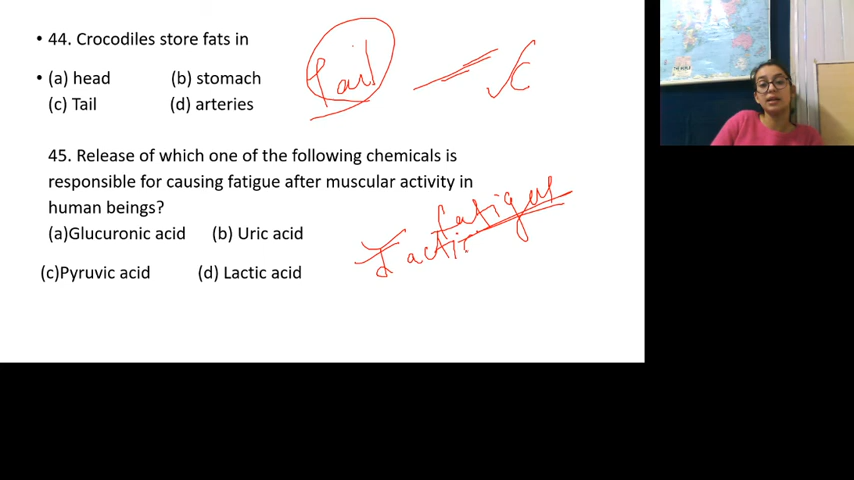 • 44. Crocodiles store fats in
• (a) head (b) stomach
(c) Tail (d) arteries
tail C
45. Release of which one of the following chemicals is
responsible for causing fatigue after muscular activity in
human beings?
(a)Glucuronic acid (b) Uric acid
fatigue
Lactic
(c)Pyruvic acid (d) Lactic acid